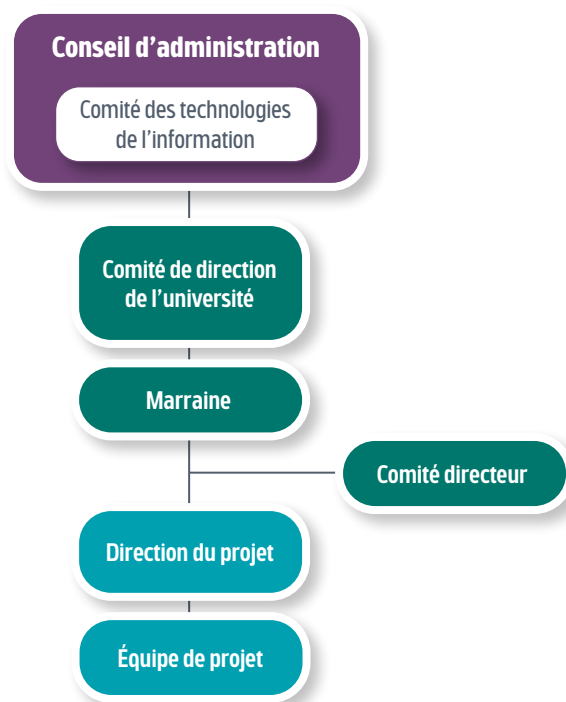 Conseil d’administration
Comité des technologies
de l’information
Comité de direction
de l’université
Marraine
Comité directeur
Direction du projet
Équipe de projet